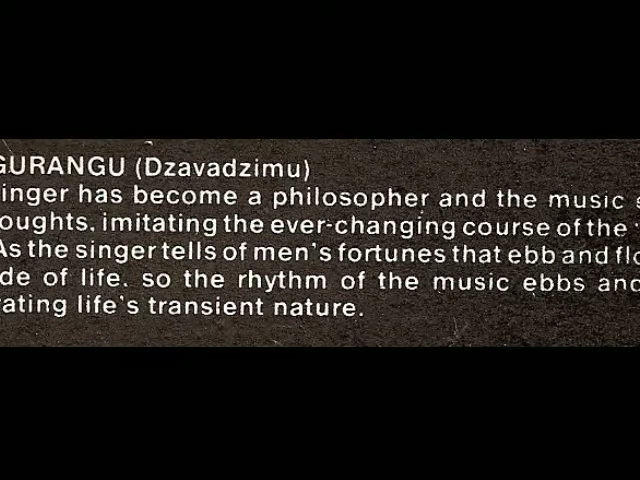 GURANGU (Dzavadzimu)
inger has become a philosopher and the music
oughts. imitating the ever-changing course of the
As the singer tells of men's fortunes that ebb and flo
de of life. so the rhythm of the music ebbs and
ating life's transient nature.